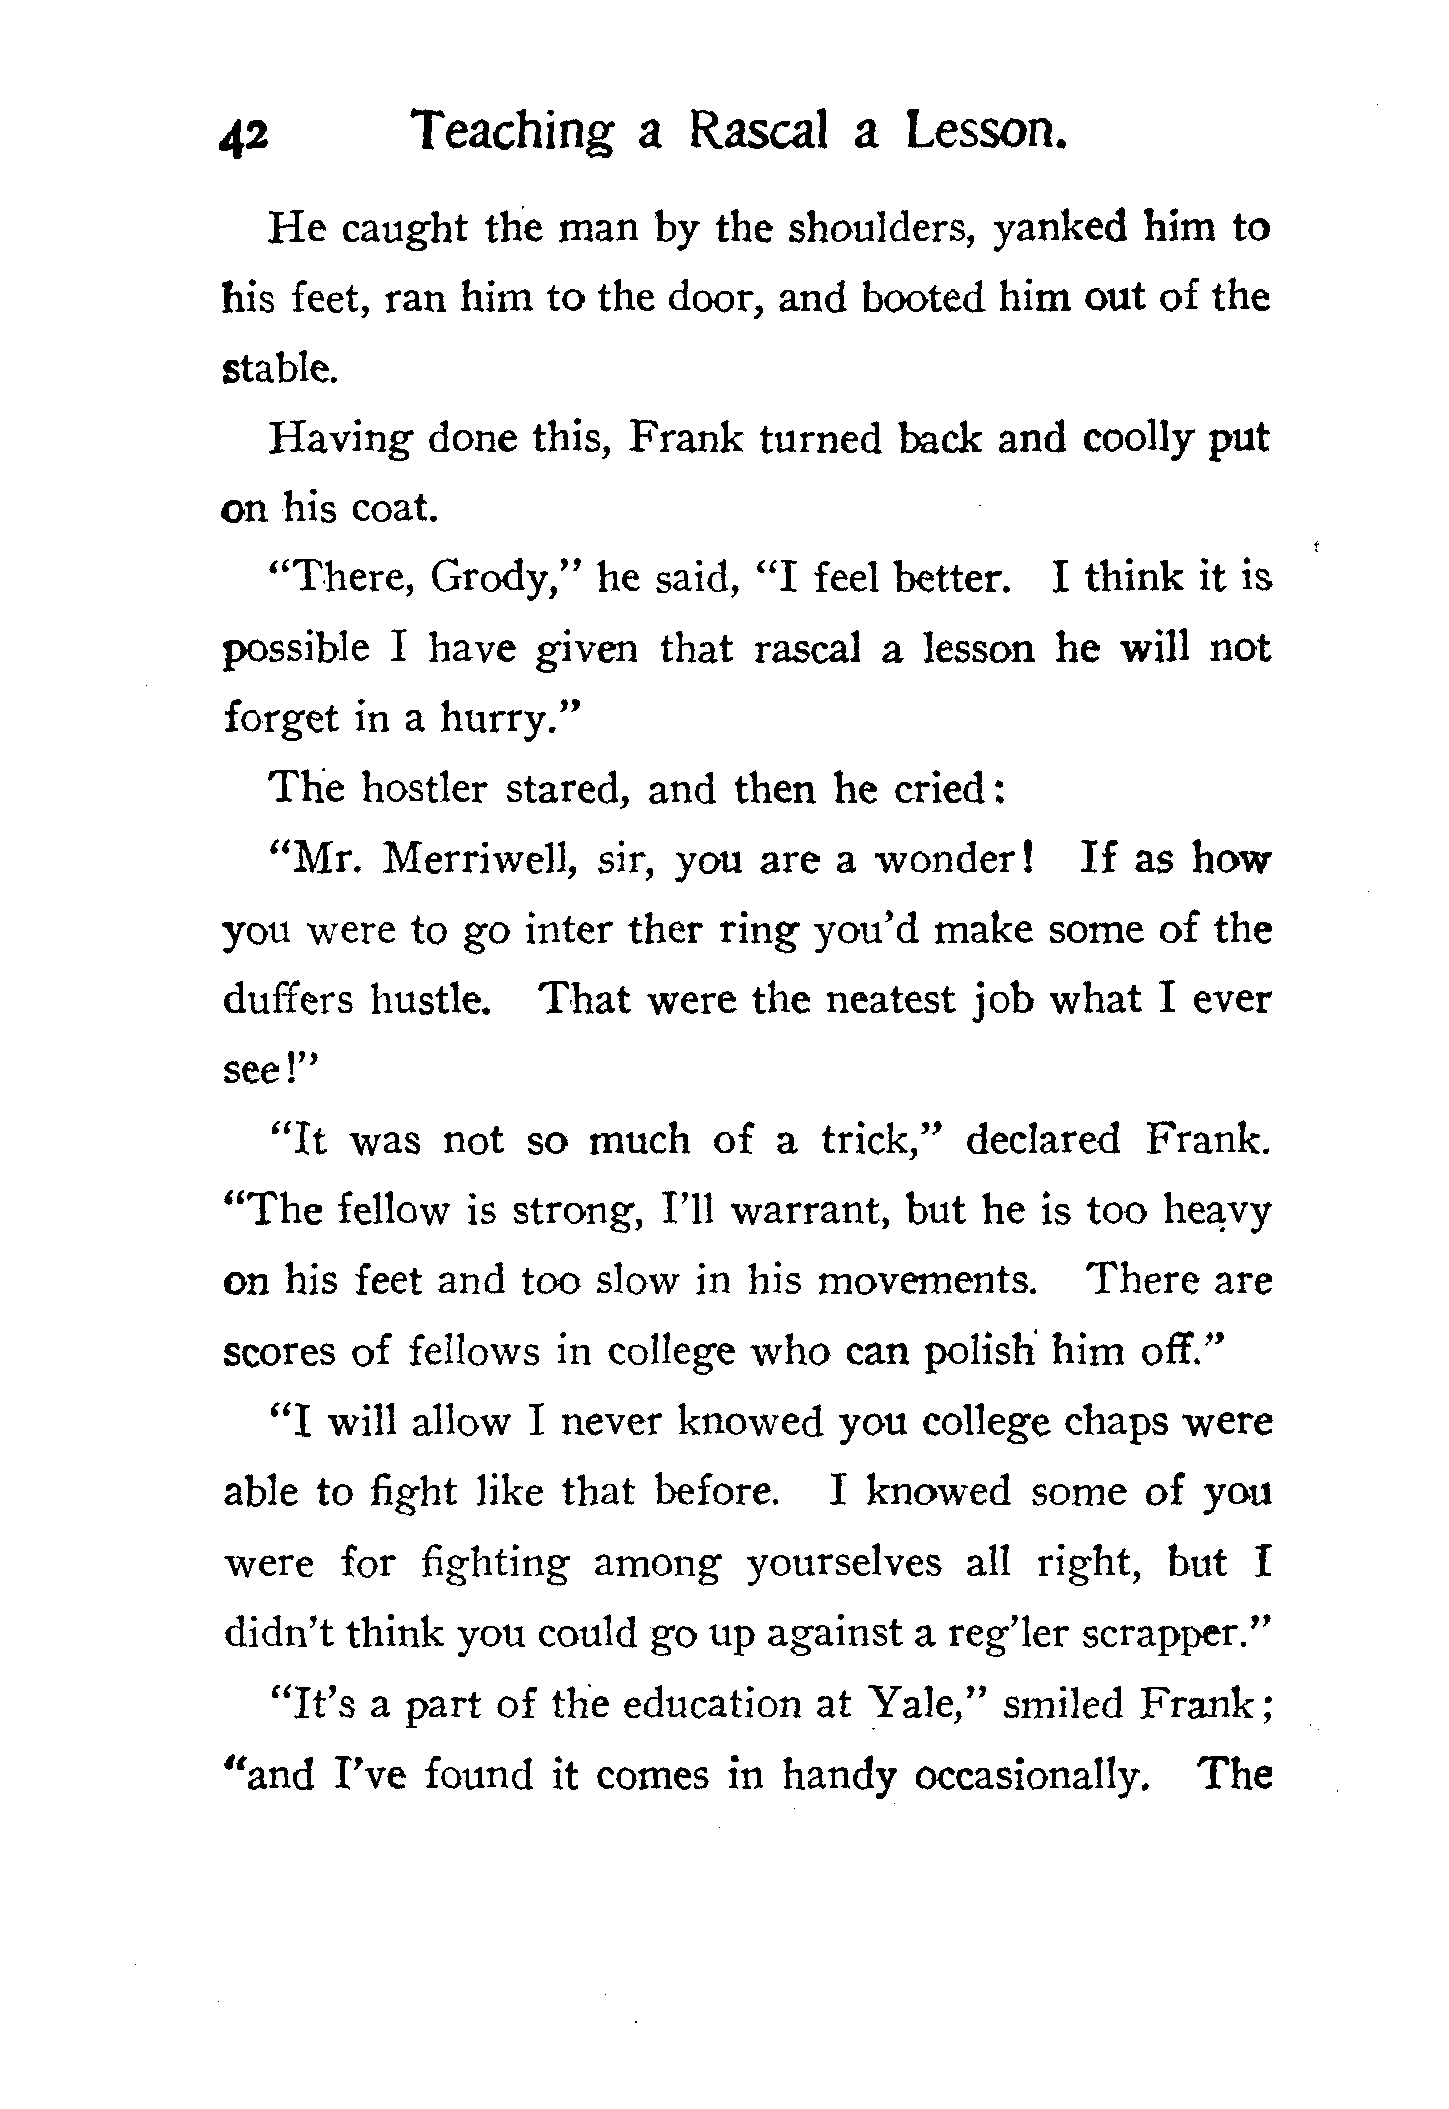 42 Teaching a Rascal a Lesson.
He caught the man by the shoulders, yanked him to
his feet, ran him to the door, and booted him out of the
stable.
Having done this, Frank turned back and coolly put
on his coat.
“There, Grody,” he said, “I feel better. I think it is
possible I have given that rascal a lesson he will not
forget in a hurry.”
The hostler stared, and then he cried:
“Mr. Merriwell, sir, you are a wonder! If as how
you were to go inter ther ring you’d make some of the
duffers hustle. That were the neatest job what I ever
see!”
“It was not so much of a trick,” declared Frank.
“The fellow is strong, I’ll warrant, but he is too heavy
on his feet and too slow in his movements. There are
scores of fellows in college who can polish him off.”
“I will allow I never knowed you college chaps were
able to fight like that before. I knowed some of you
were for fighting among yourselves all right, but I
didn’t think you could go up against a reg’ler scrapper.”
“It’s a part of the education at Yale,” smiled Frank;
“and I’ve found it comes in handy occasionally. The